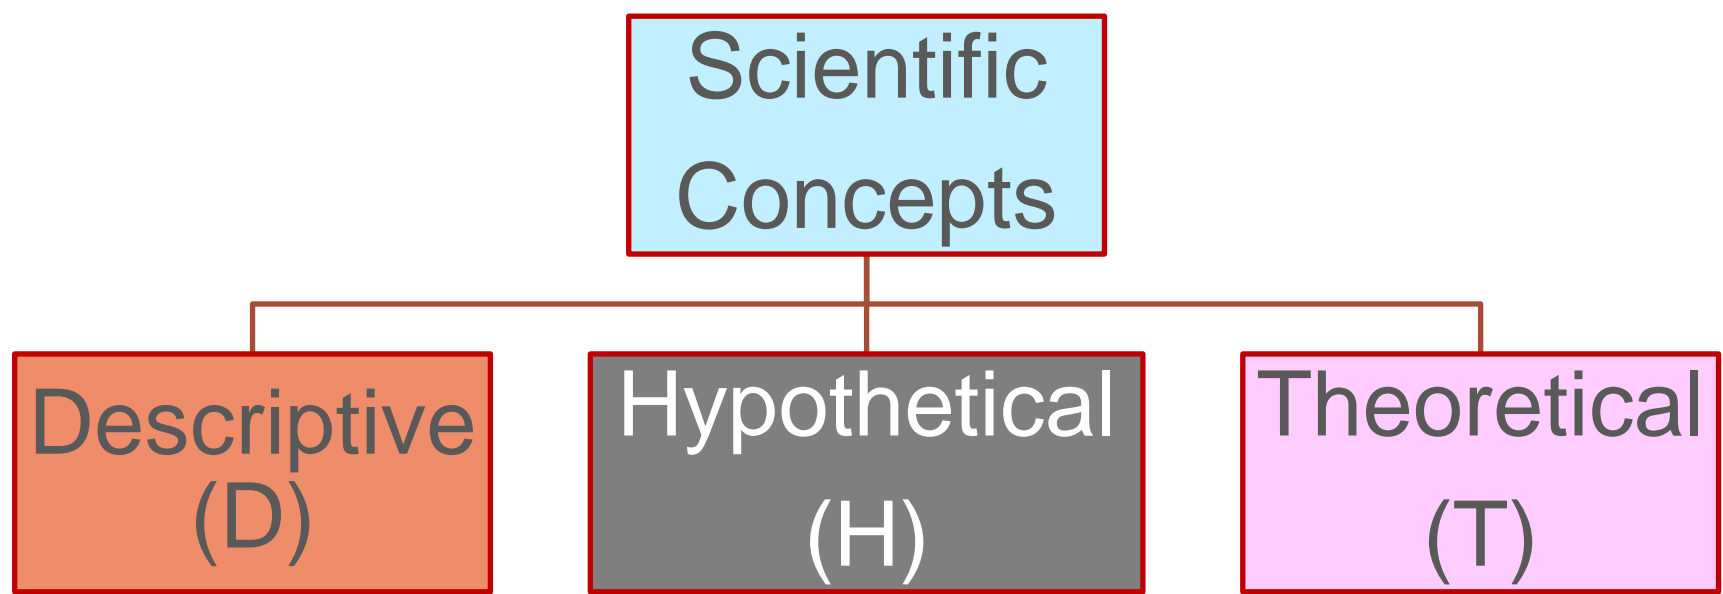 Scientific
Concepts
Descriptive
(D)
Hypothetical
(H)
Theoretical
(T)